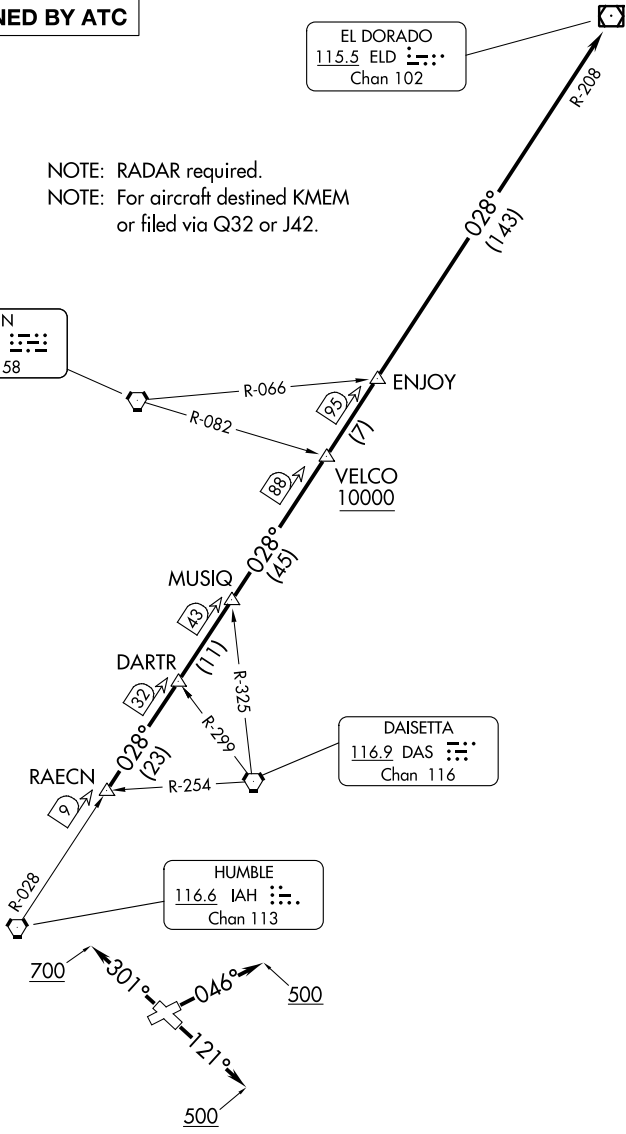 NED BY ATC
EL DORADO
115.5 ELD
Chan 102
R-208
NOTE: RADAR required.
NOTE: For aircraft destined KMEM
or filed via Q32 or J42.
028°
(143)
N
58
R-066
ENJOY
95
R-082
(7)
VELCO
10000
88
028°
(45)
MUSIQ
43
DARTR
(11)
R-325
32
R-299
028°
(23)
DAISETTA
116.9 DAS
Chan 116
RAECN
R-254
9
R-028
HUMBLE
116.6 IAH
Chan 113
700
301°
046°
500
121°
500